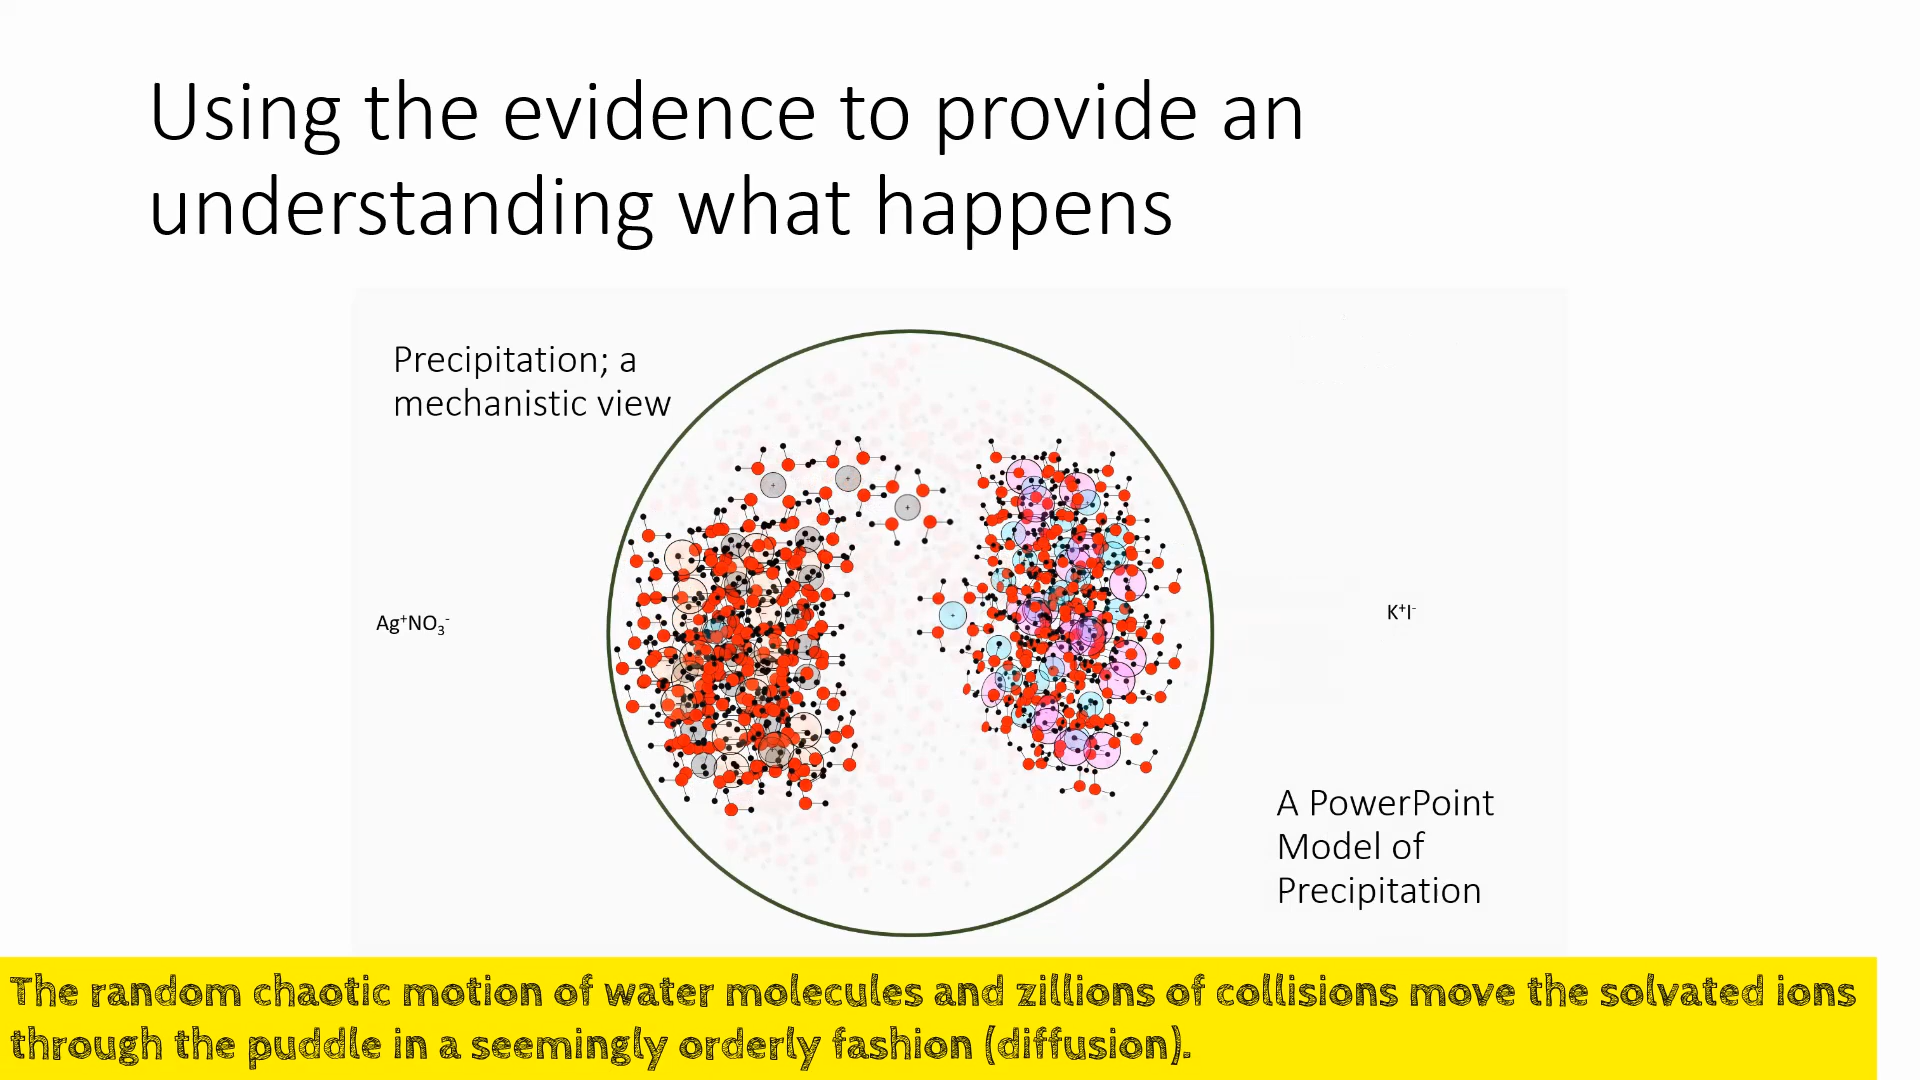 Using the evidence to provide an
understanding what happens
Precipitation; a
mechanistic view
Ag⁺NO₃⁻
K⁺I⁻
A PowerPoint
Model of
Precipitation
The random chaotic motion of water molecules and zillions of collisions move the solvated ions
through the puddle in a seemingly orderly fashion (diffusion).